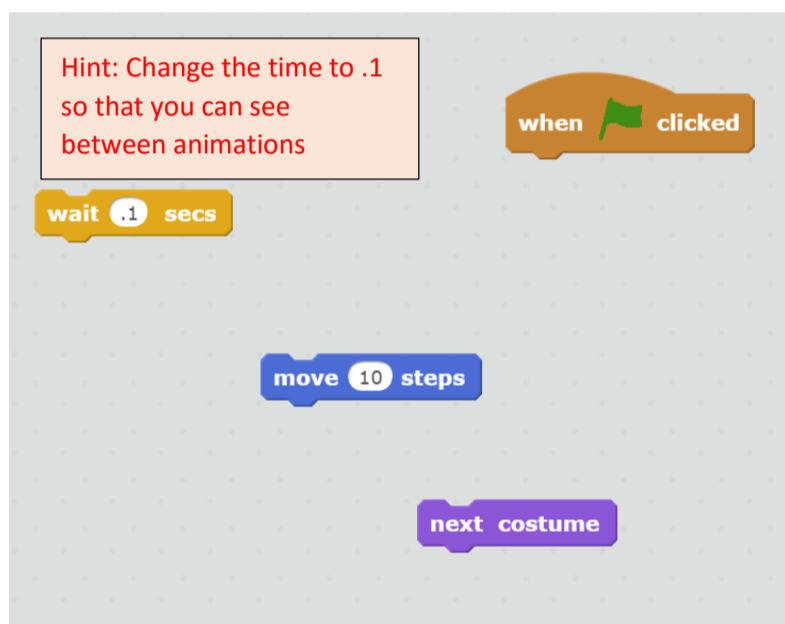 Hint: Change the time to .1
so that you can see
between animations
when clicked
wait .1 secs
move 10 steps
next costume